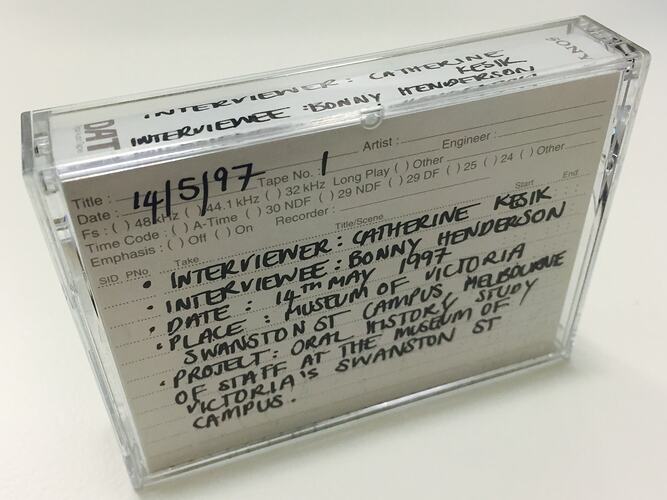 INTERVIEWER: CATHERINE KESIK
INTERVIEWEE: BONNY HENDERSON
SONY
DAT
Title :
Date : 14/5/97 Tape No. : 1 Artist : Engineer :
Fs : ( ) 48 kHz ( ) 44.1 kHz ( ) 32 kHz Long Play ( ) Other
Time Code : ( ) A-Time ( ) 30 NDF ( ) 29 NDF ( ) 29 DF ( ) 25 ( ) 24 ( ) Other
Emphasis : ( ) Off ( ) On Recorder :
SID PNo. Take Title/Scene Start End
• INTERVIEWER: CATHERINE KESIK
INTERVIEWEE: BONNY HENDERSON
• DATE : 14TH MAY 1997
• PLACE : MUSEUM OF VICTORIA
SWANSTON ST CAMPUS, MELBOURNE
• PROJECT: ORAL HISTORY STUDY
OF STAFF AT THE MUSEUM OF
VICTORIA'S SWANSTON ST
CAMPUS.